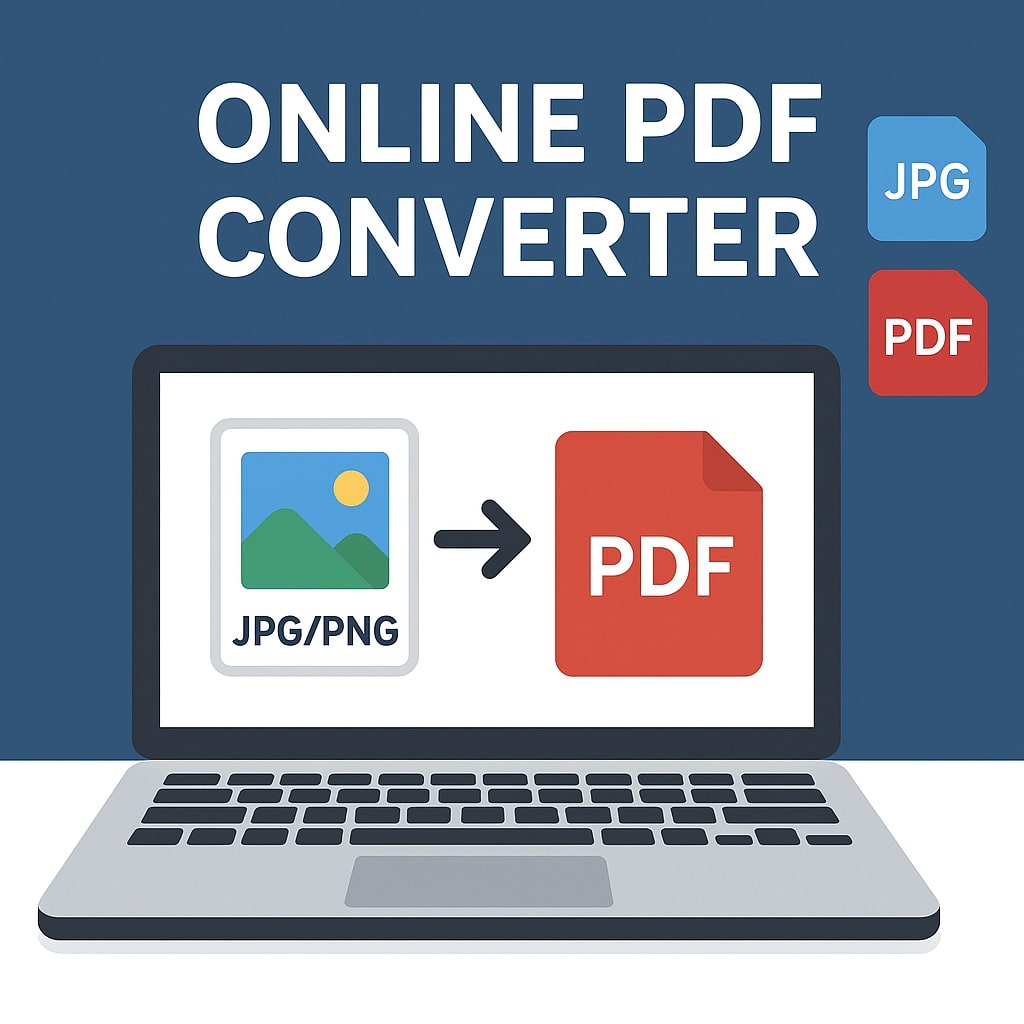 ONLINE PDF
CONVERTER
JPG
PDF
JPG/PNG
PDF